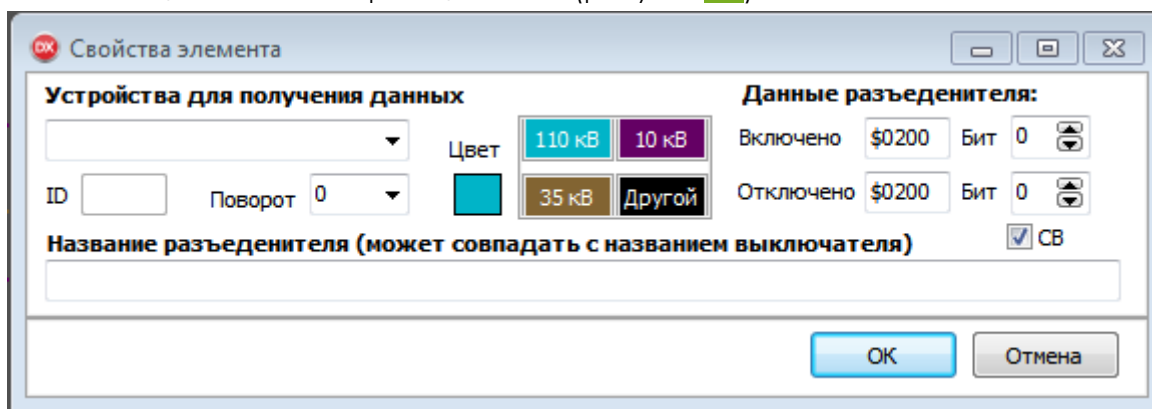 Свойства элемента
Устройства для получения данных
Данные разъеденителя:
Цвет
110 кВ
10 кВ
Включено
$0200
Бит
0
ID
Поворот
0
35 кВ
Другой
Отключено
$0200
Бит
0
Название разъеденителя (может совпадать с названием выключателя)
СВ
OK
Отмена